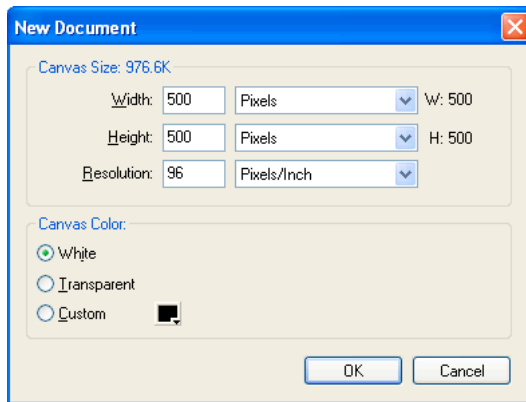 New Document
Canvas Size: 976.6K
Width: 500 Pixels W: 500
Height: 500 Pixels H: 500
Resolution: 96 Pixels/Inch
Canvas Color:
White
Transparent
Custom
OK Cancel